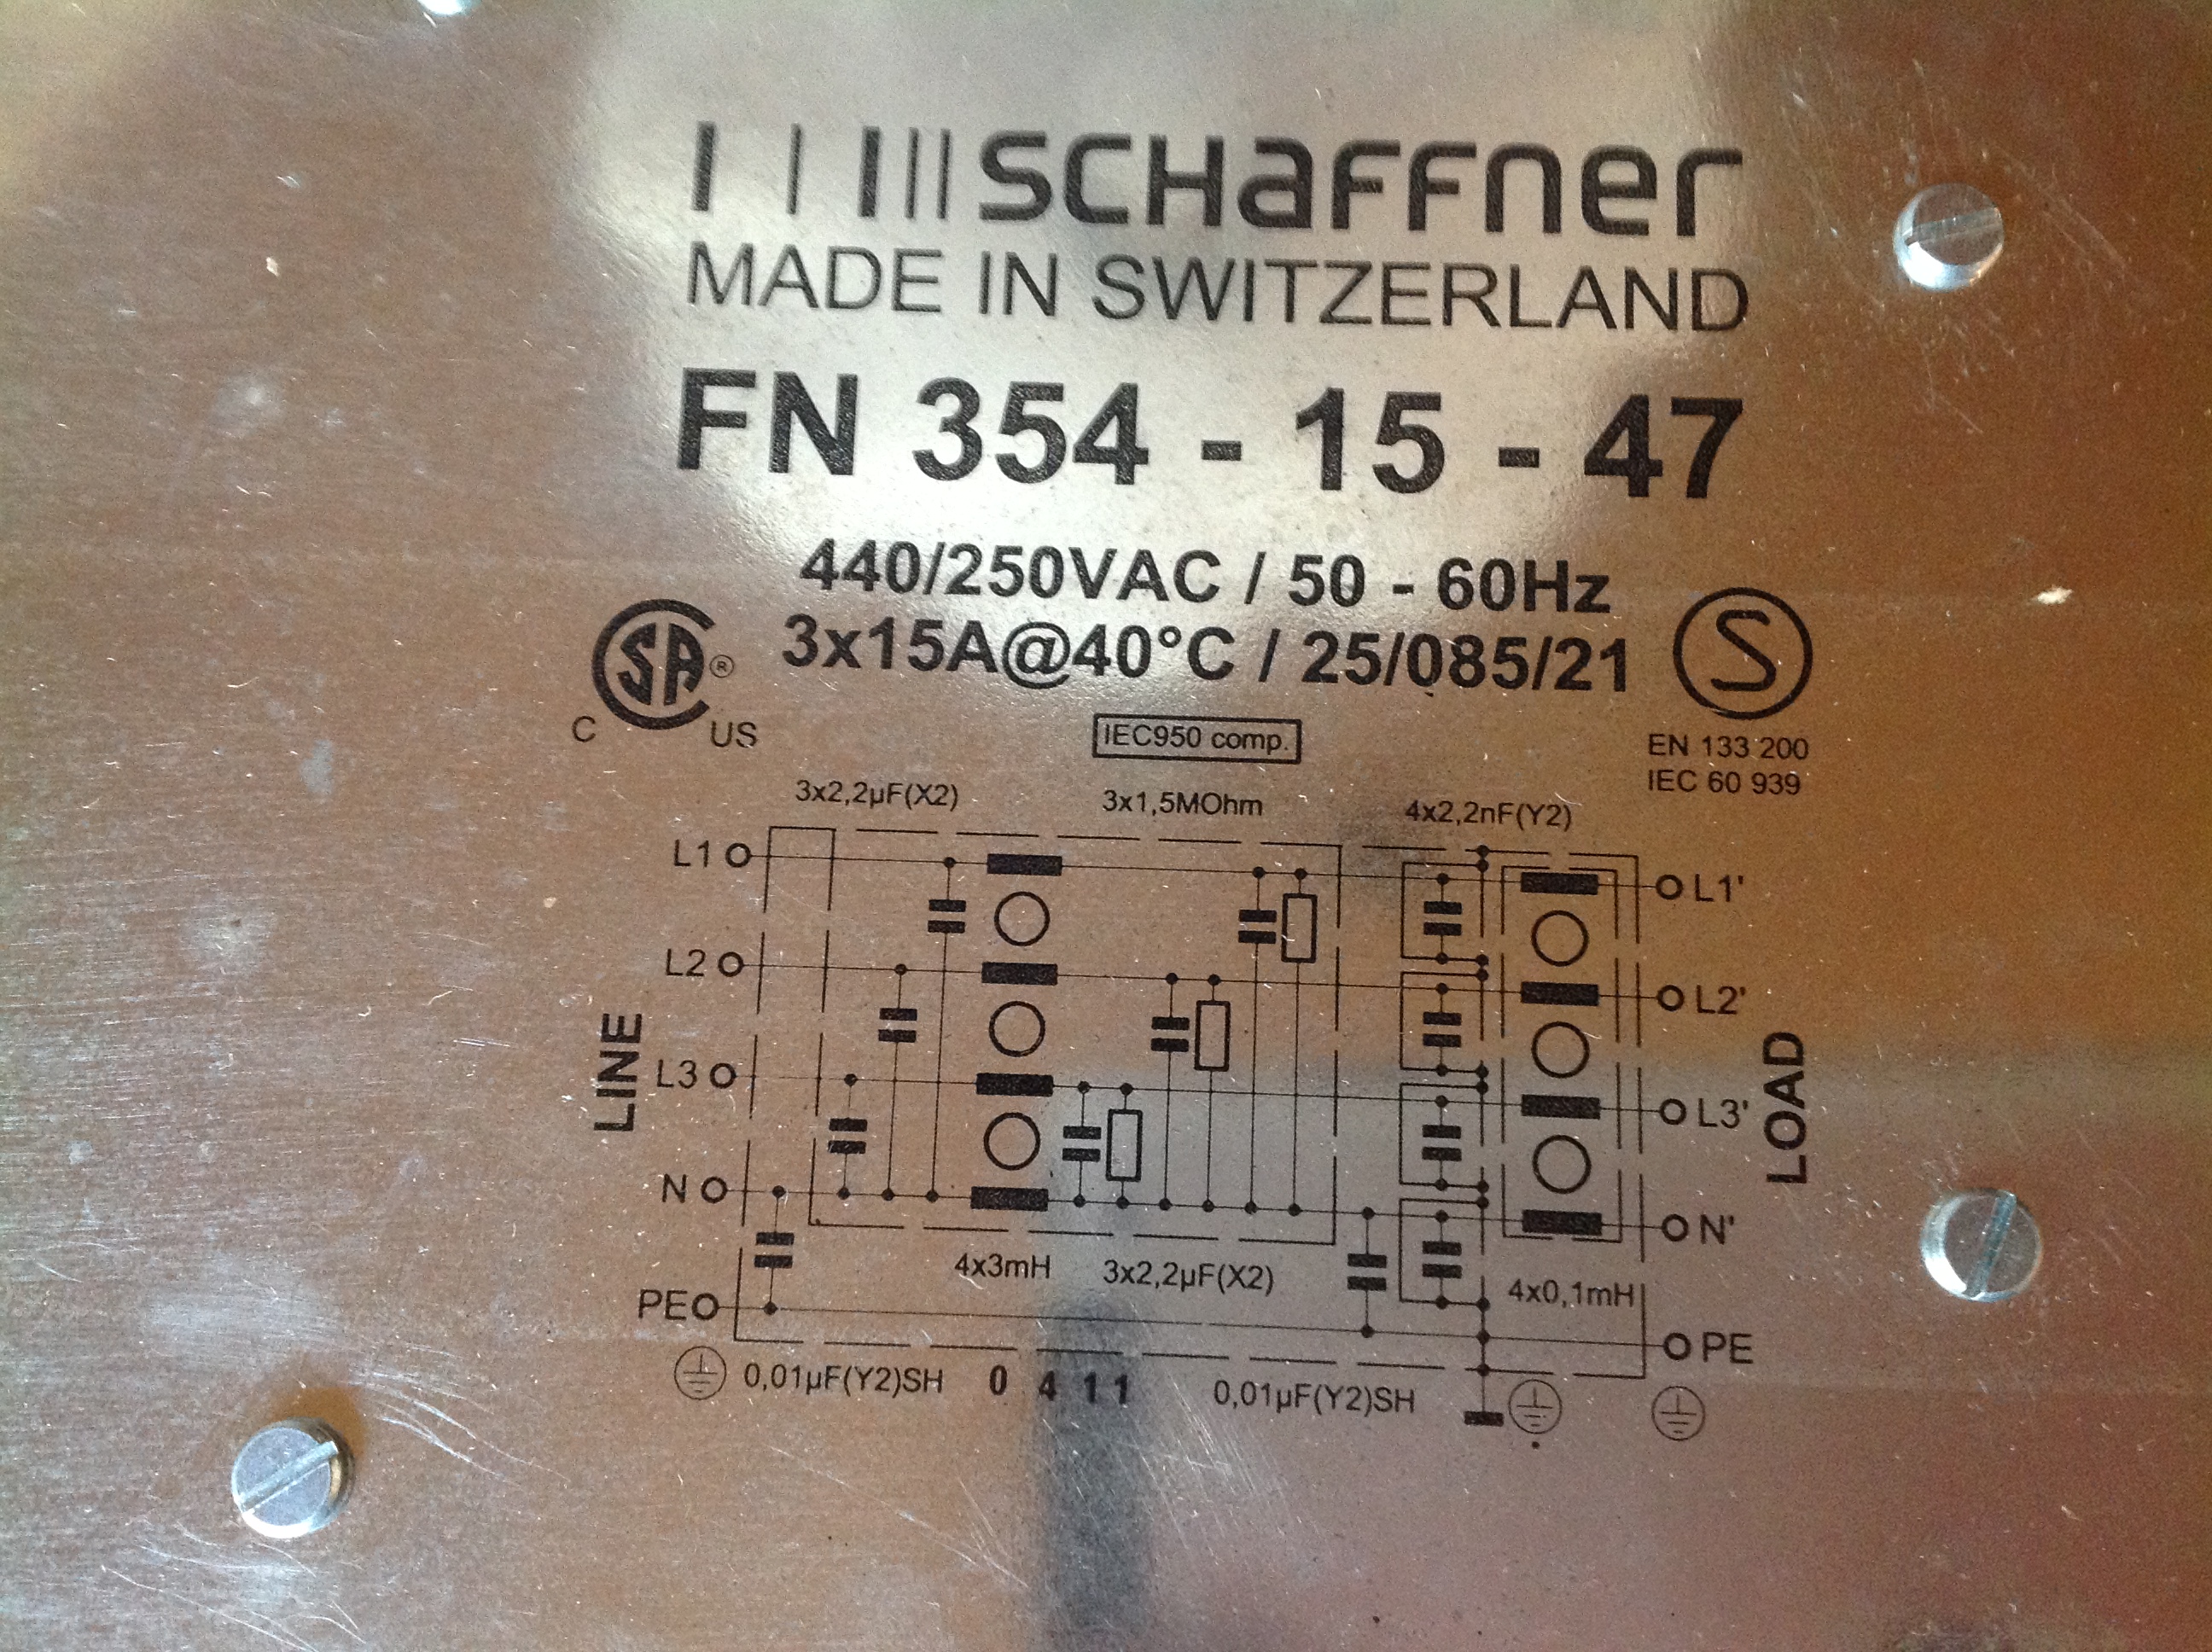 SCHAFFNER
MADE IN SWITZERLAND
FN 354 - 15 - 47
440/250VAC / 50 - 60Hz
3x15A@40°C / 25/085/21
SA®
C US
S
IEC950 comp.
EN 133 200
IEC 60 939
3x2,2µF(X2) 3x1,5MOhm 4x2,2nF(Y2)
L1 L1'
L2 L2'
LINE
L3 L3'
LOAD
N N'
4x3mH 3x2,2µF(X2) 4x0,1mH
PE PE
0,01µF(Y2)SH 0 4 1 1 0,01µF(Y2)SH